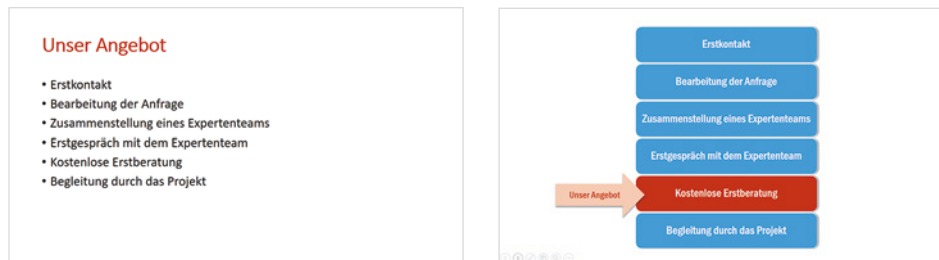 Unser Angebot
• Erstkontakt
• Bearbeitung der Anfrage
• Zusammenstellung eines Expertenteams
• Erstgespräch mit dem Expertenteam
• Kostenlose Erstberatung
• Begleitung durch das Projekt
Erstkontakt
Bearbeitung der Anfrage
Zusammenstellung eines Expertenteams
Erstgespräch mit dem Expertenteam
Unser Angebot
Kostenlose Erstberatung
Begleitung durch das Projekt